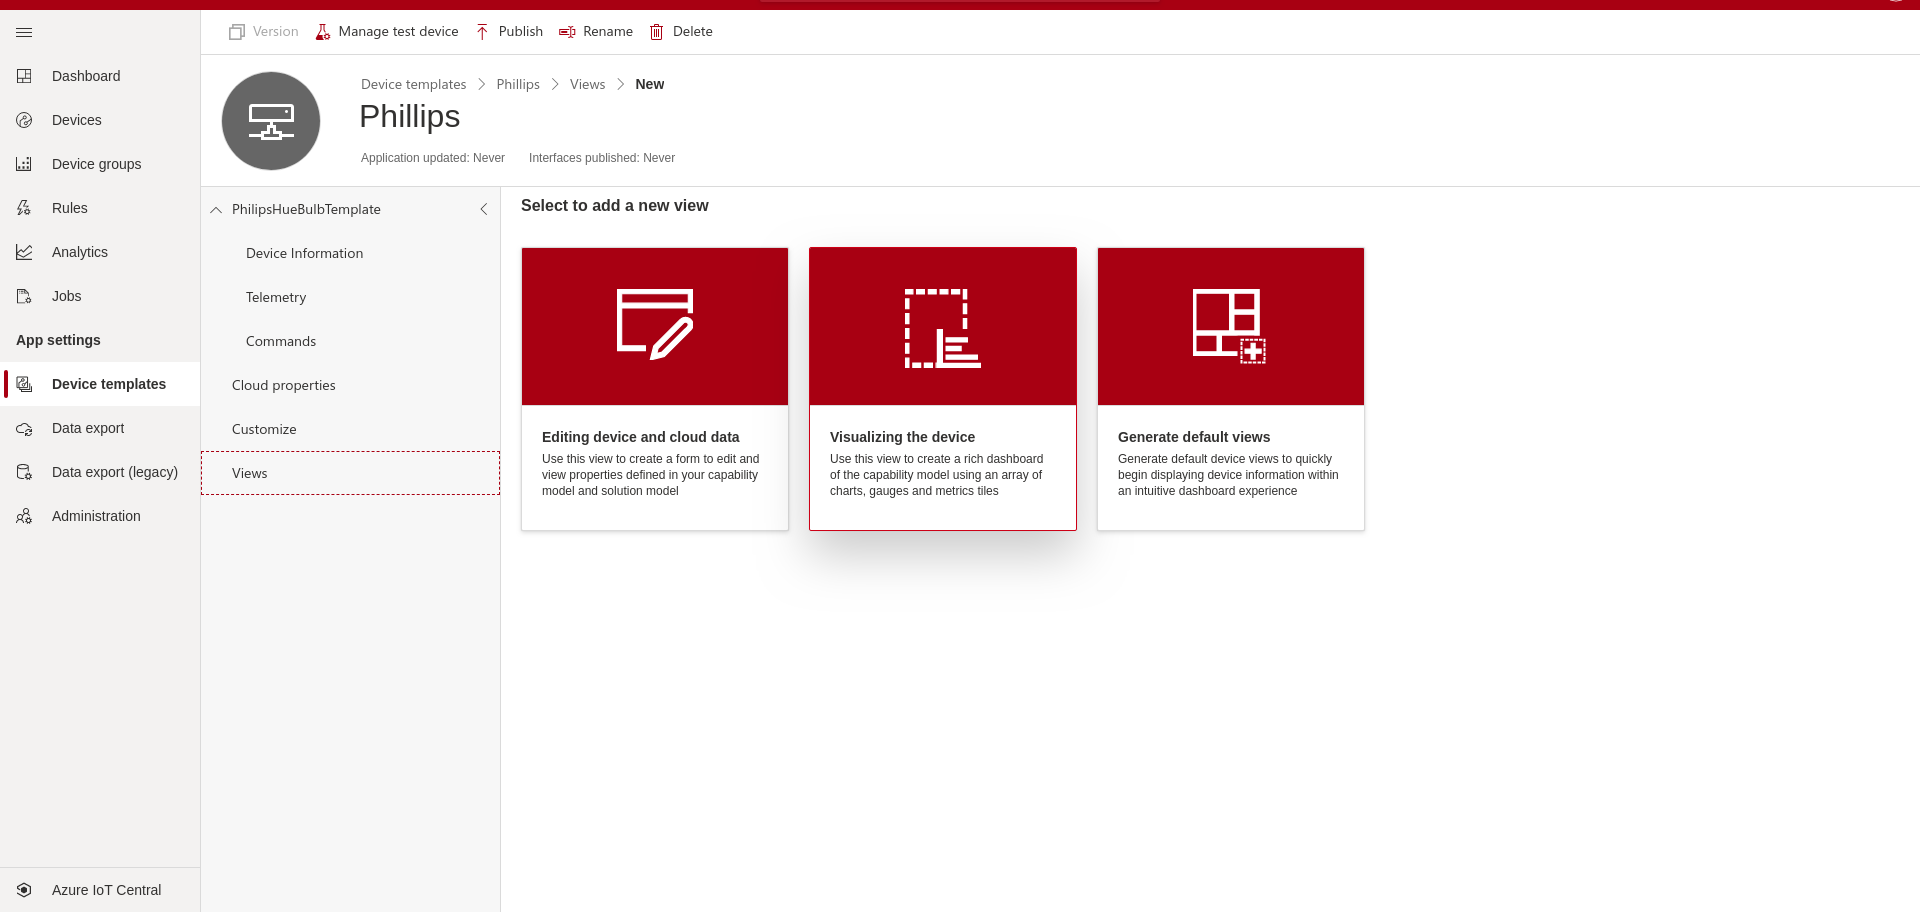 Version
Manage test device
Publish
Rename
Delete
Dashboard
Devices
Device groups
Rules
Analytics
Jobs
App settings
Device templates
Data export
Data export (legacy)
Administration
Azure IoT Central
Device templates > Phillips > Views > New
Phillips
Application updated: Never
Interfaces published: Never
PhilipsHueBulbTemplate
Device Information
Telemetry
Commands
Cloud properties
Customize
Views
Select to add a new view
Editing device and cloud data
Use this view to create a form to edit and
view properties defined in your capability
model and solution model
Visualizing the device
Use this view to create a rich dashboard
of the capability model using an array of
charts, gauges and metrics tiles
Generate default views
Generate default device views to quickly
begin displaying device information within
an intuitive dashboard experience